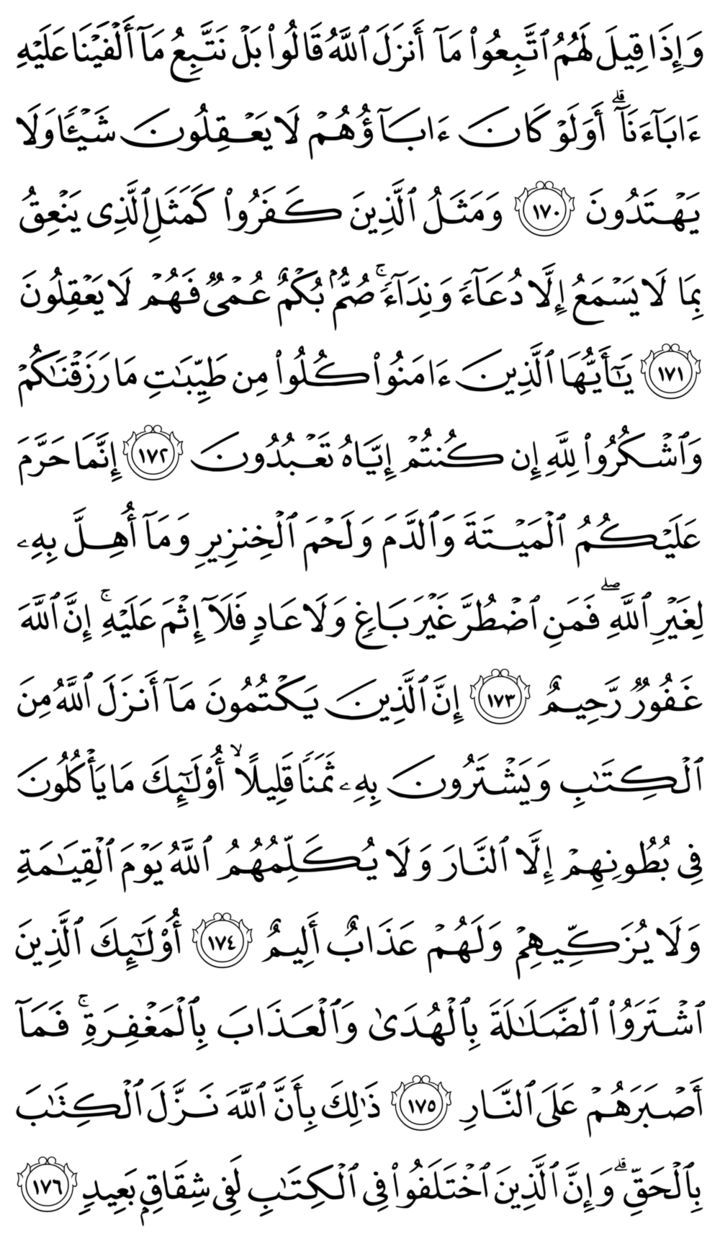 وَإِذَا قِيلَ لَهُمُ ٱتَّبِعُوا۟ مَآ أَنزَلَ ٱللَّهُ قَالُوا۟ بَلْ نَتَّبِعُ مَآ أَلْفَيْنَا عَلَيْهِ
ءَابَآءَنَآ ۗ أَوَلَوْ كَانَ ءَابَآؤُهُمْ لَا يَعْقِلُونَ شَيْـًٔا وَلَا
يَهْتَدُونَ ١٧٠ وَمَثَلُ ٱلَّذِينَ كَفَرُوا۟ كَمَثَلِ ٱلَّذِى يَنْعِقُ
بِمَا لَا يَسْمَعُ إِلَّا دُعَآءً وَنِدَآءً ۚ صُمٌّۢ بُكْمٌ عُمْىٌ فَهُمْ لَا يَعْقِلُونَ
١٧١ يَـٰٓأَيُّهَا ٱلَّذِينَ ءَامَنُوا۟ كُلُوا۟ مِن طَيِّبَـٰتِ مَا رَزَقْنَـٰكُمْ
وَٱشْكُرُوا۟ لِلَّهِ إِن كُنتُمْ إِيَّاهُ تَعْبُدُونَ ١٧٢ إِنَّمَا حَرَّمَ
عَلَيْكُمُ ٱلْمَيْتَةَ وَٱلدَّمَ وَلَحْمَ ٱلْخِنزِيرِ وَمَآ أُهِلَّ بِهِۦ
لِغَيْرِ ٱللَّهِ ۖ فَمَنِ ٱضْطُرَّ غَيْرَ بَاغٍ وَلَا عَادٍ فَلَآ إِثْمَ عَلَيْهِ ۚ إِنَّ ٱللَّهَ
غَفُورٌ رَّحِيمٌ ١٧٣ إِنَّ ٱلَّذِينَ يَكْتُمُونَ مَآ أَنزَلَ ٱللَّهُ مِنَ
ٱلْكِتَـٰبِ وَيَشْتَرُونَ بِهِۦ ثَمَنًا قَلِيلًا ۙ أُو۟لَـٰٓئِكَ مَا يَأْكُلُونَ
فِى بُطُونِهِمْ إِلَّا ٱلنَّارَ وَلَا يُكَلِّمُهُمُ ٱللَّهُ يَوْمَ ٱلْقِيَـٰمَةِ
وَلَا يُزَكِّيهِمْ وَلَهُمْ عَذَابٌ أَلِيمٌ ١٧٤ أُو۟لَـٰٓئِكَ ٱلَّذِينَ
ٱشْتَرَوُا۟ ٱلضَّلَـٰلَةَ بِٱلْهُدَىٰ وَٱلْعَذَابَ بِٱلْمَغْفِرَةِ ۚ فَمَآ
أَصْبَرَهُمْ عَلَى ٱلنَّارِ ١٧٥ ذَٰلِكَ بِأَنَّ ٱللَّهَ نَزَّلَ ٱلْكِتَـٰبَ
بِٱلْحَقِّ ۗ وَإِنَّ ٱلَّذِينَ ٱخْتَلَفُوا۟ فِى ٱلْكِتَـٰبِ لَفِى شِقَاقٍۭ بَعِيدٍ ١٧٦